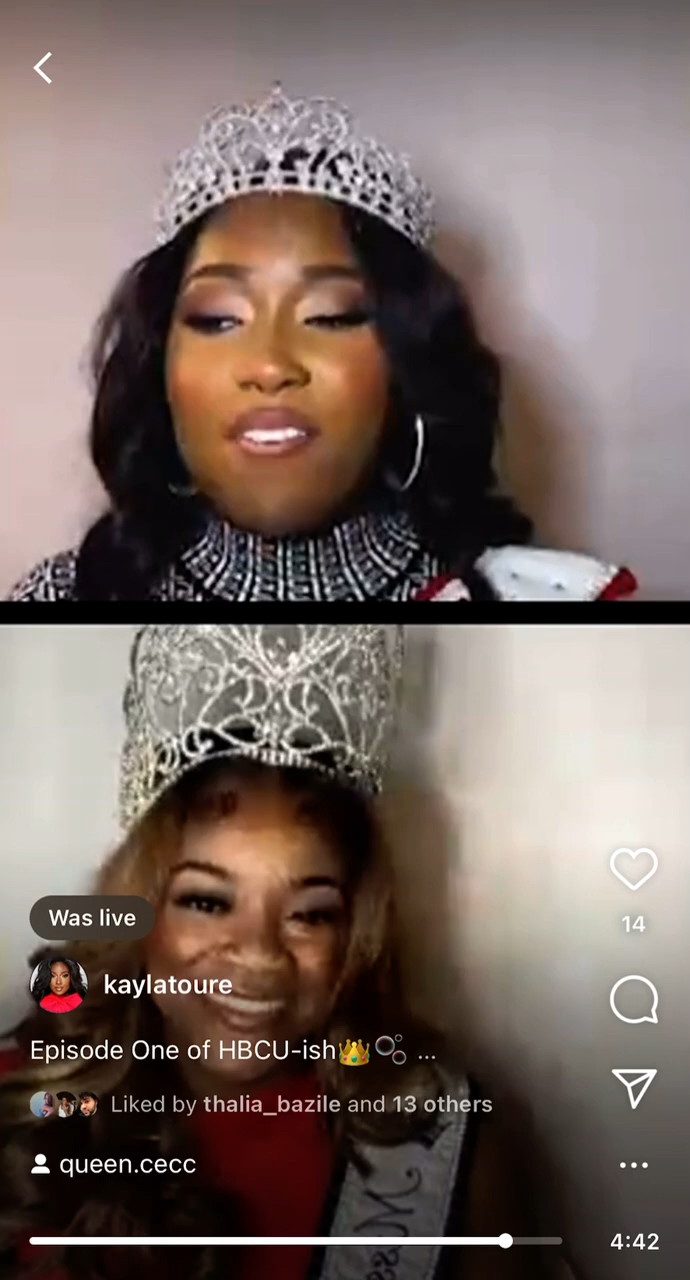 Was live
kaylatoure
Episode One of HBCU-ish👑🫧 ...
Liked by thalia_bazile and 13 others
queen.cecc
14
Miss
4:42